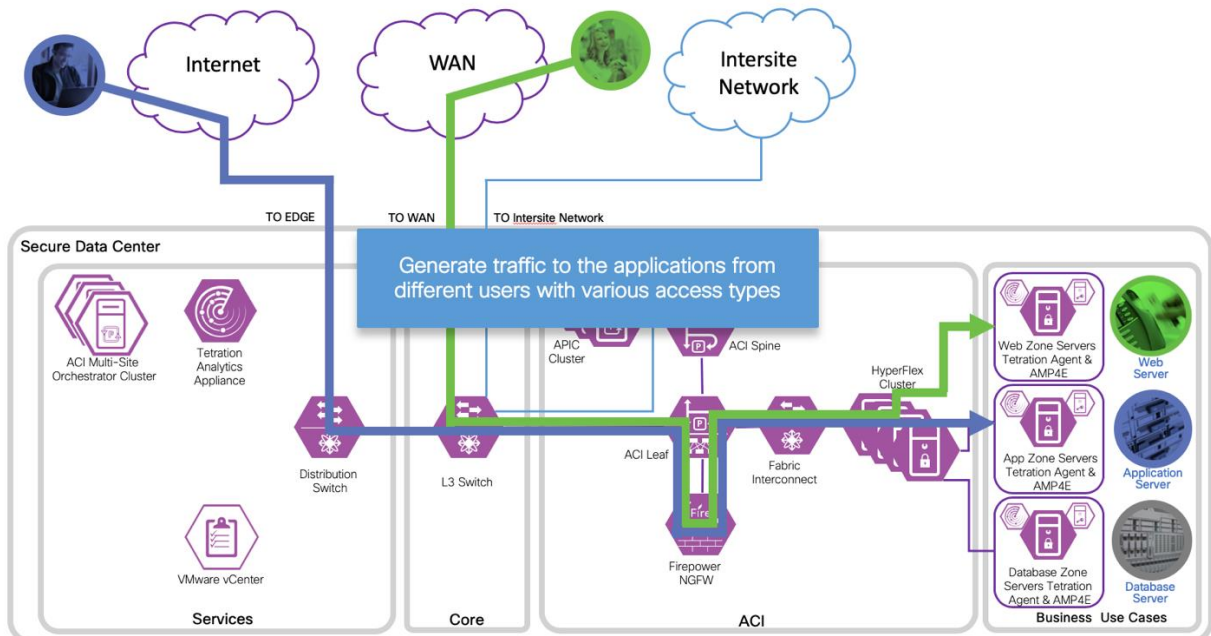 Internet
WAN
Intersite
Network
TO EDGE
TO WAN
TO Intersite Network
Secure Data Center
Generate traffic to the applications from
different users with various access types
ACI Multi-Site
Orchestrator Cluster
Tetration
Analytics
Appliance
APIC
Cluster
ACI Spine
HyperFlex
Cluster
Web Zone Servers
Tetration Agent &
AMP4E
Web
Server
Distribution
Switch
L3 Switch
ACI Leaf
Fabric
Interconnect
App Zone Servers
Tetration Agent &
AMP4E
Application
Server
Fire
Firepower
NGFW
VMware vCenter
Database Zone
Servers Tetration
Agent & AMP4E
Database
Server
Services
Core
ACI
Business Use Cases